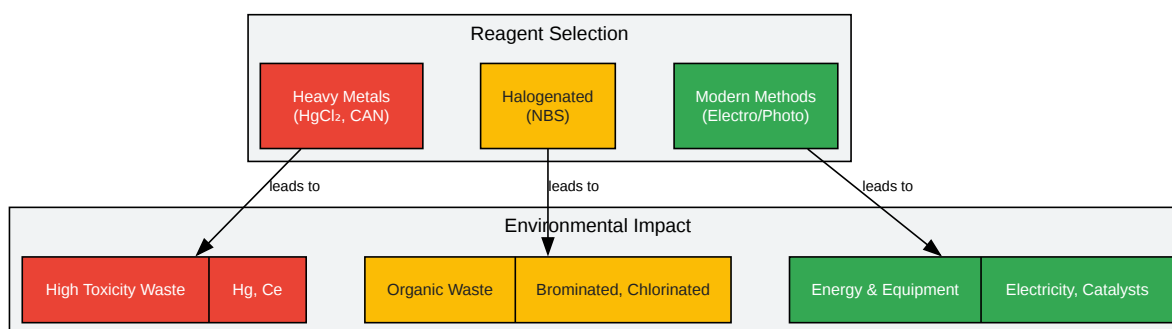 Reagent Selection
Heavy Metals
(HgCl₂, CAN)
Halogenated
(NBS)
Modern Methods
(Electro/Photo)
leads to
leads to
leads to
Environmental Impact
High Toxicity Waste
Hg, Ce
Organic Waste
Brominated, Chlorinated
Energy & Equipment
Electricity, Catalysts